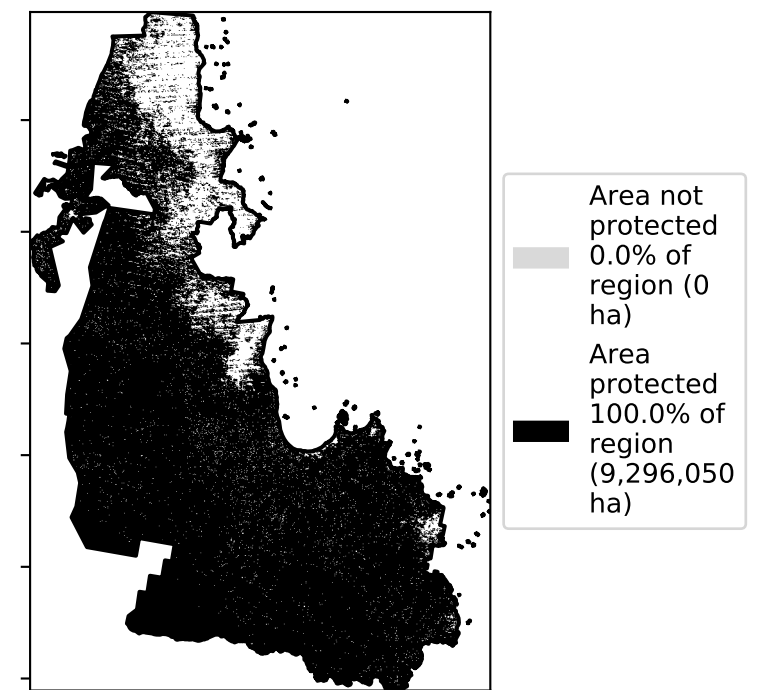 Area not
protected
0.0% of
region (0
ha)
Area
protected
100.0% of
region
(9,296,050
ha)